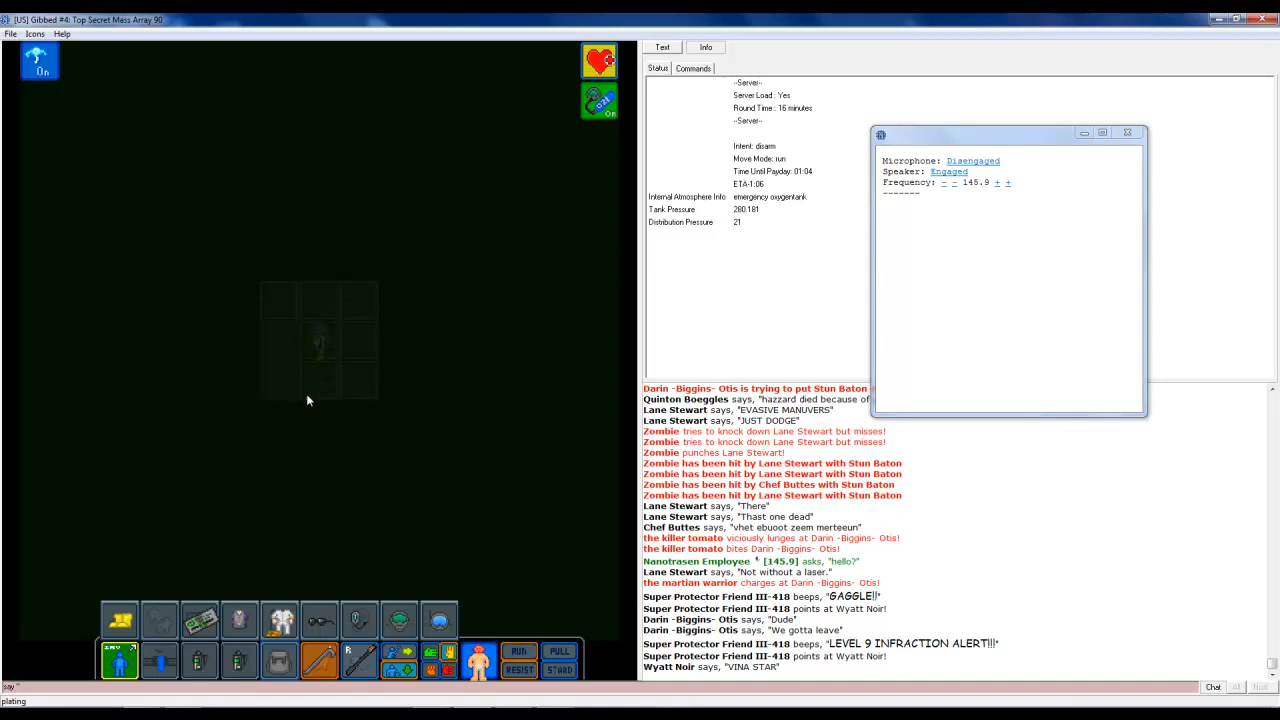 [US] Gibbed #4: Top Secret Mass Array 90
File Icons Help
On
On
Text Info
Status Commands
--Server--
Server Load : Yes
Round Time : 16 minutes
--Server--
Intent: disarm
Move Mode: run
Time Until Payday: 01:04
ETA-1:06
Internal Atmosphere Info emergency oxygentank
Tank Pressure 280.181
Distribution Pressure 21
Microphone: Disengaged
Speaker: Engaged
Frequency: - - 145.9 + +
-------
Darin -Biggins- Otis is trying to put Stun Baton
Quinton Boeggles says, "hazzard died because of
Lane Stewart says, "EVASIVE MANUVERS"
Lane Stewart says, "JUST DODGE"
Zombie tries to knock down Lane Stewart but misses!
Zombie tries to knock down Lane Stewart but misses!
Zombie punches Lane Stewart!
Zombie has been hit by Lane Stewart with Stun Baton
Zombie has been hit by Lane Stewart with Stun Baton
Zombie has been hit by Chef Buttes with Stun Baton
Zombie has been hit by Lane Stewart with Stun Baton
Lane Stewart says, "There"
Lane Stewart says, "Thast one dead"
Chef Buttes says, "vhet ebuoot zeem merteeun"
the killer tomato viciously lunges at Darin -Biggins- Otis!
the killer tomato bites Darin -Biggins- Otis!
Nanotrasen Employee [145.9] asks, "hello?"
Lane Stewart says, "Not without a laser."
the martian warrior charges at Darin -Biggins- Otis!
Super Protector Friend III-418 beeps, "GAGGLE!!"
Super Protector Friend III-418 points at Wyatt Noir!
Darin -Biggins- Otis says, "Dude"
Darin -Biggins- Otis says, "We gotta leave"
Super Protector Friend III-418 beeps, "LEVEL 9 INFRACTION ALERT!!!"
Super Protector Friend III-418 points at Wyatt Noir!
Wyatt Noir says, "VINA STAR"
INV
R
RUN PULL
RESIST STAND
say "
Chat
plating